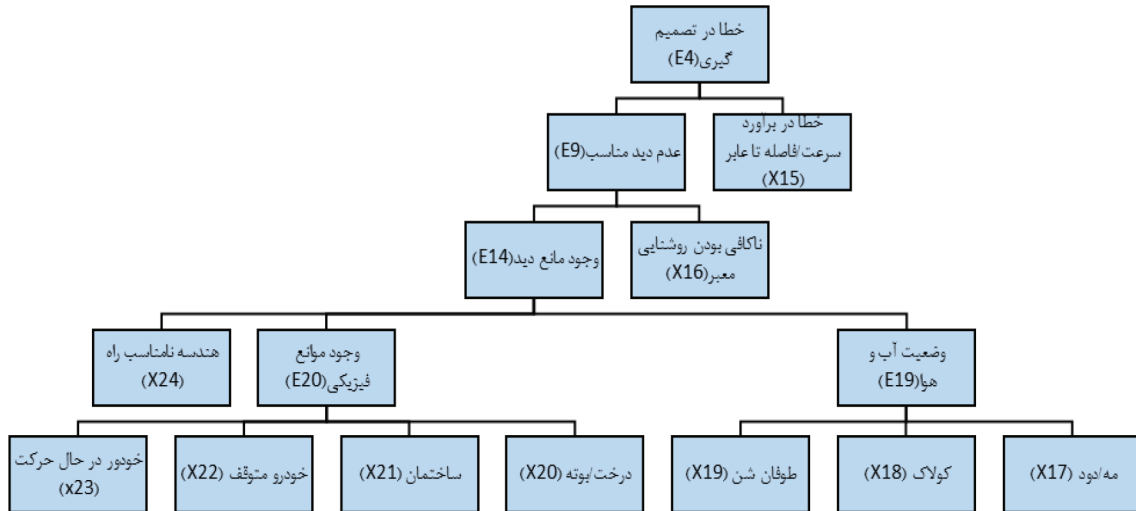 خطا در تصمیم
گیری(E4)
خطا در برآورد
سرعت/فاصله تا عابر
(X15)
عدم دید مناسب(E9)
ناکافی بودن روشنایی
معبر(X16)
وجود مانع دید(E14)
وضعیت آب و
هوا(E19)
وجود موانع
فیزیکی(E20)
هندسه نامناسب راه
(X24)
مه/دود (X17)
کولاک (X18)
طوفان شن (X19)
درخت/بوته (X20)
ساختمان (X21)
خودرو متوقف (X22)
خودور در حال حرکت
(x23)